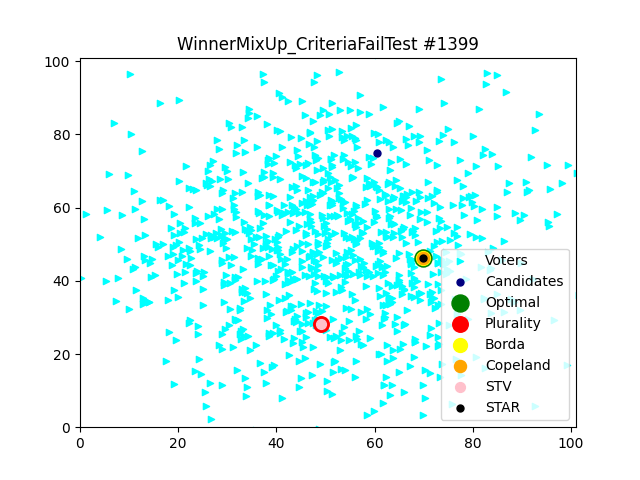 WinnerMixUp_CriteriaFailTest #1399
100
80
60
40
20
0
0
20
40
60
80
100
Voters
Candidates
Optimal
Plurality
Borda
Copeland
STV
STAR